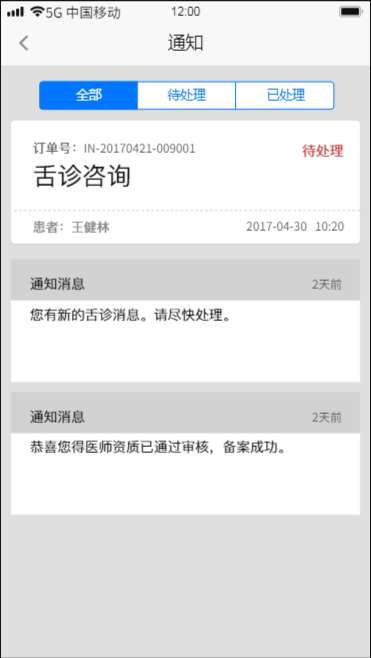 5G 中国移动 12:00
通知
全部 待处理 已处理
订单号：IN-20170421-009001 待处理
舌诊咨询
患者：王健林 2017-04-30 10:20
通知消息 2天前
您有新的舌诊消息。请尽快处理。
通知消息 2天前
恭喜您得医师资质已通过审核，备案成功。